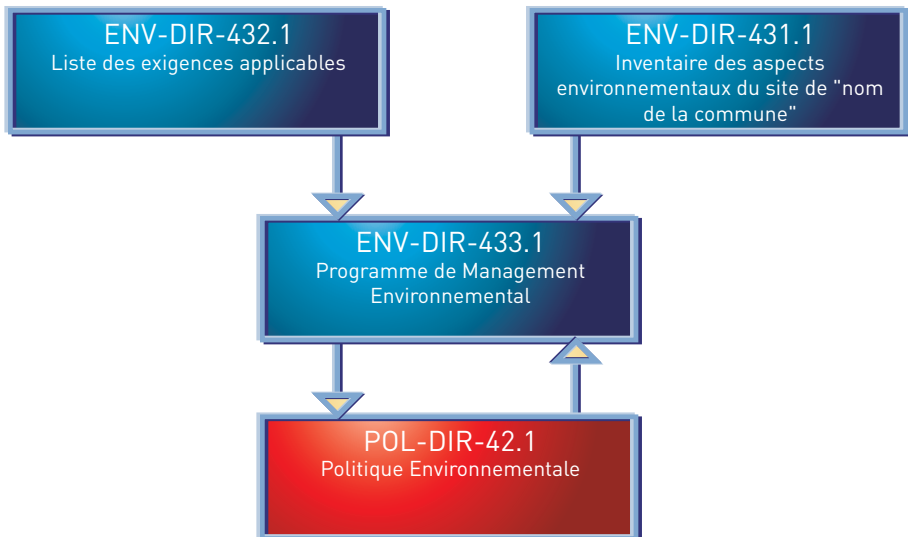 ENV-DIR-432.1
Liste des exigences applicables
ENV-DIR-431.1
Inventaire des aspects
environnementaux du site de "nom
de la commune"
ENV-DIR-433.1
Programme de Management
Environnemental
POL-DIR-42.1
Politique Environnementale